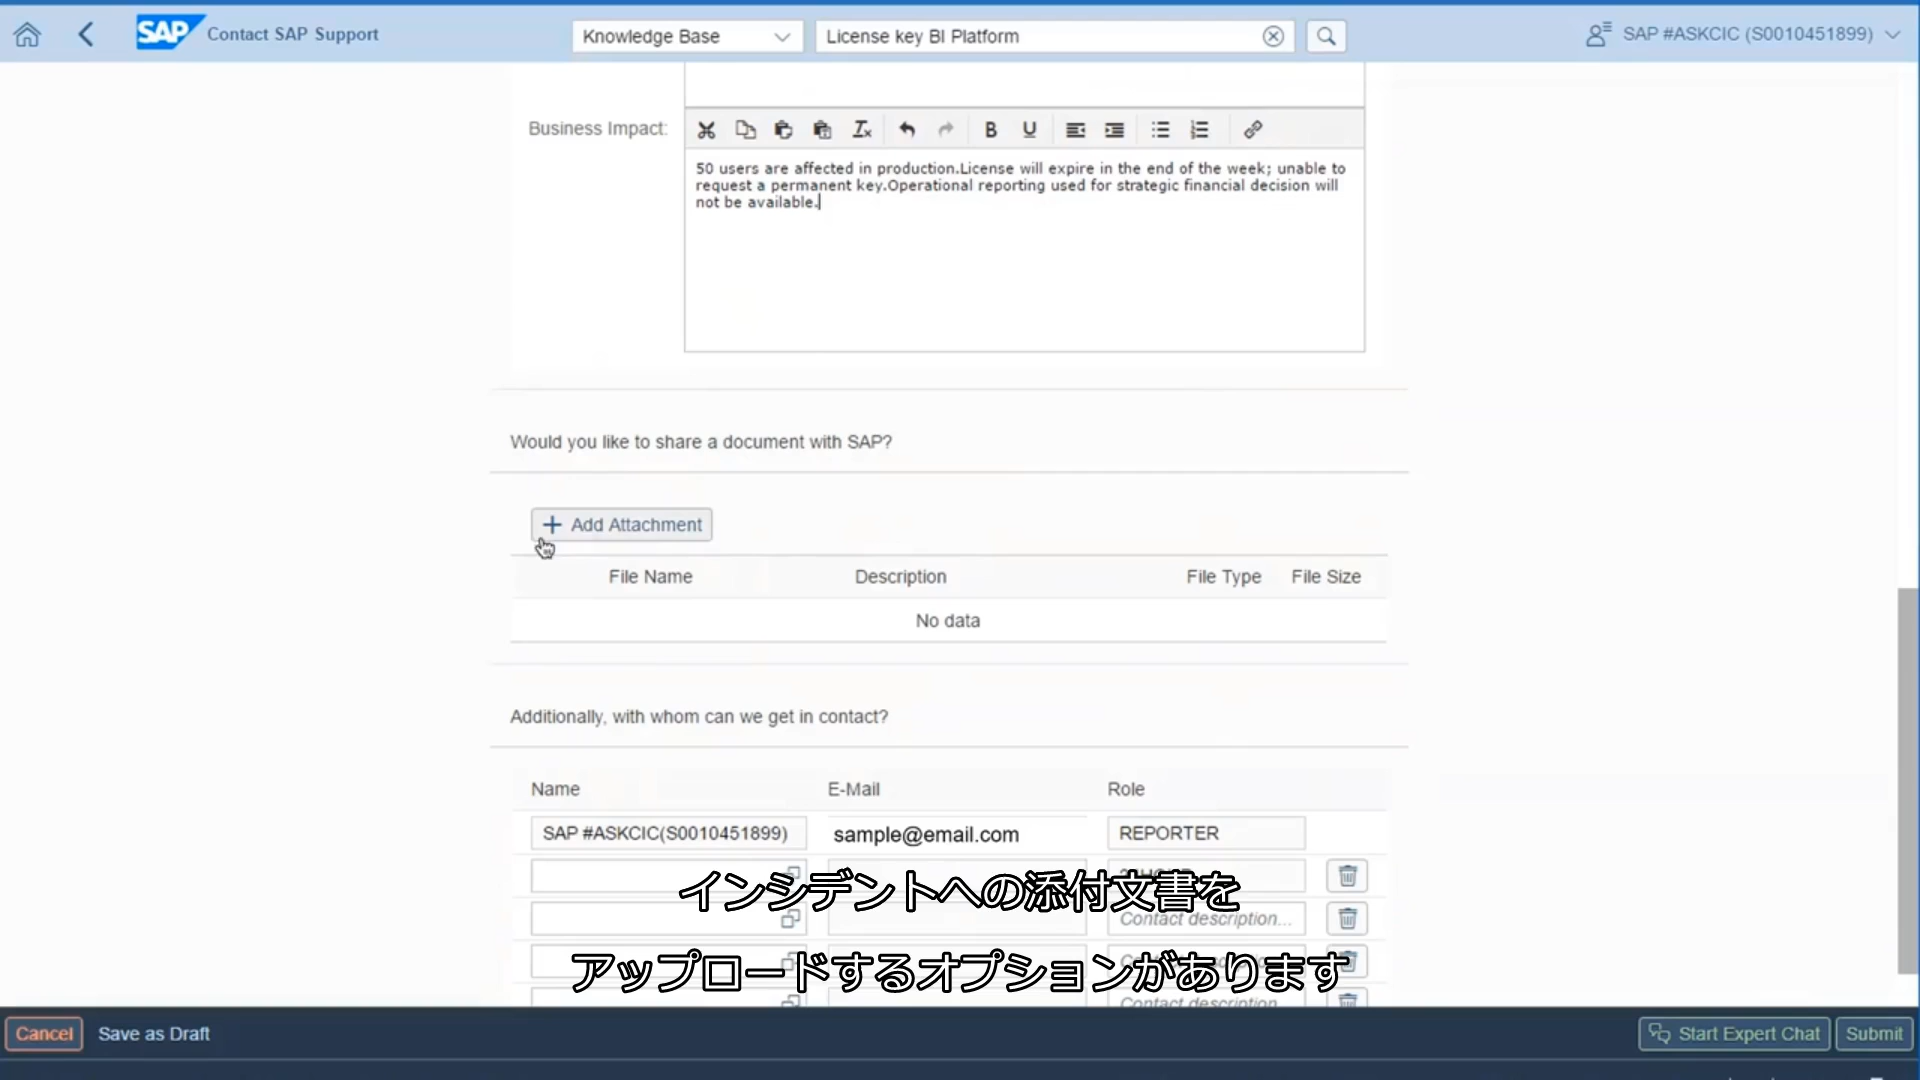 SAP Contact SAP Support
Knowledge Base
License key BI Platform
SAP #ASKCIC (S0010451899)
Business Impact:
50 users are affected in production.License will expire in the end of the week; unable to
request a permanent key.Operational reporting used for strategic financial decision will
not be available.
Would you like to share a document with SAP?
Add Attachment
File Name Description File Type File Size
No data
Additionally, with whom can we get in contact?
Name E-Mail Role
SAP #ASKCIC(S0010451899) sample@email.com REPORTER
インシデントへの添付文書を
Contact description...
アップロードするオプションがあります
Contact description
Cancel Save as Draft Start Expert Chat Submit